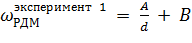 ω_РДМ^эксперимент 1 = A/d + B